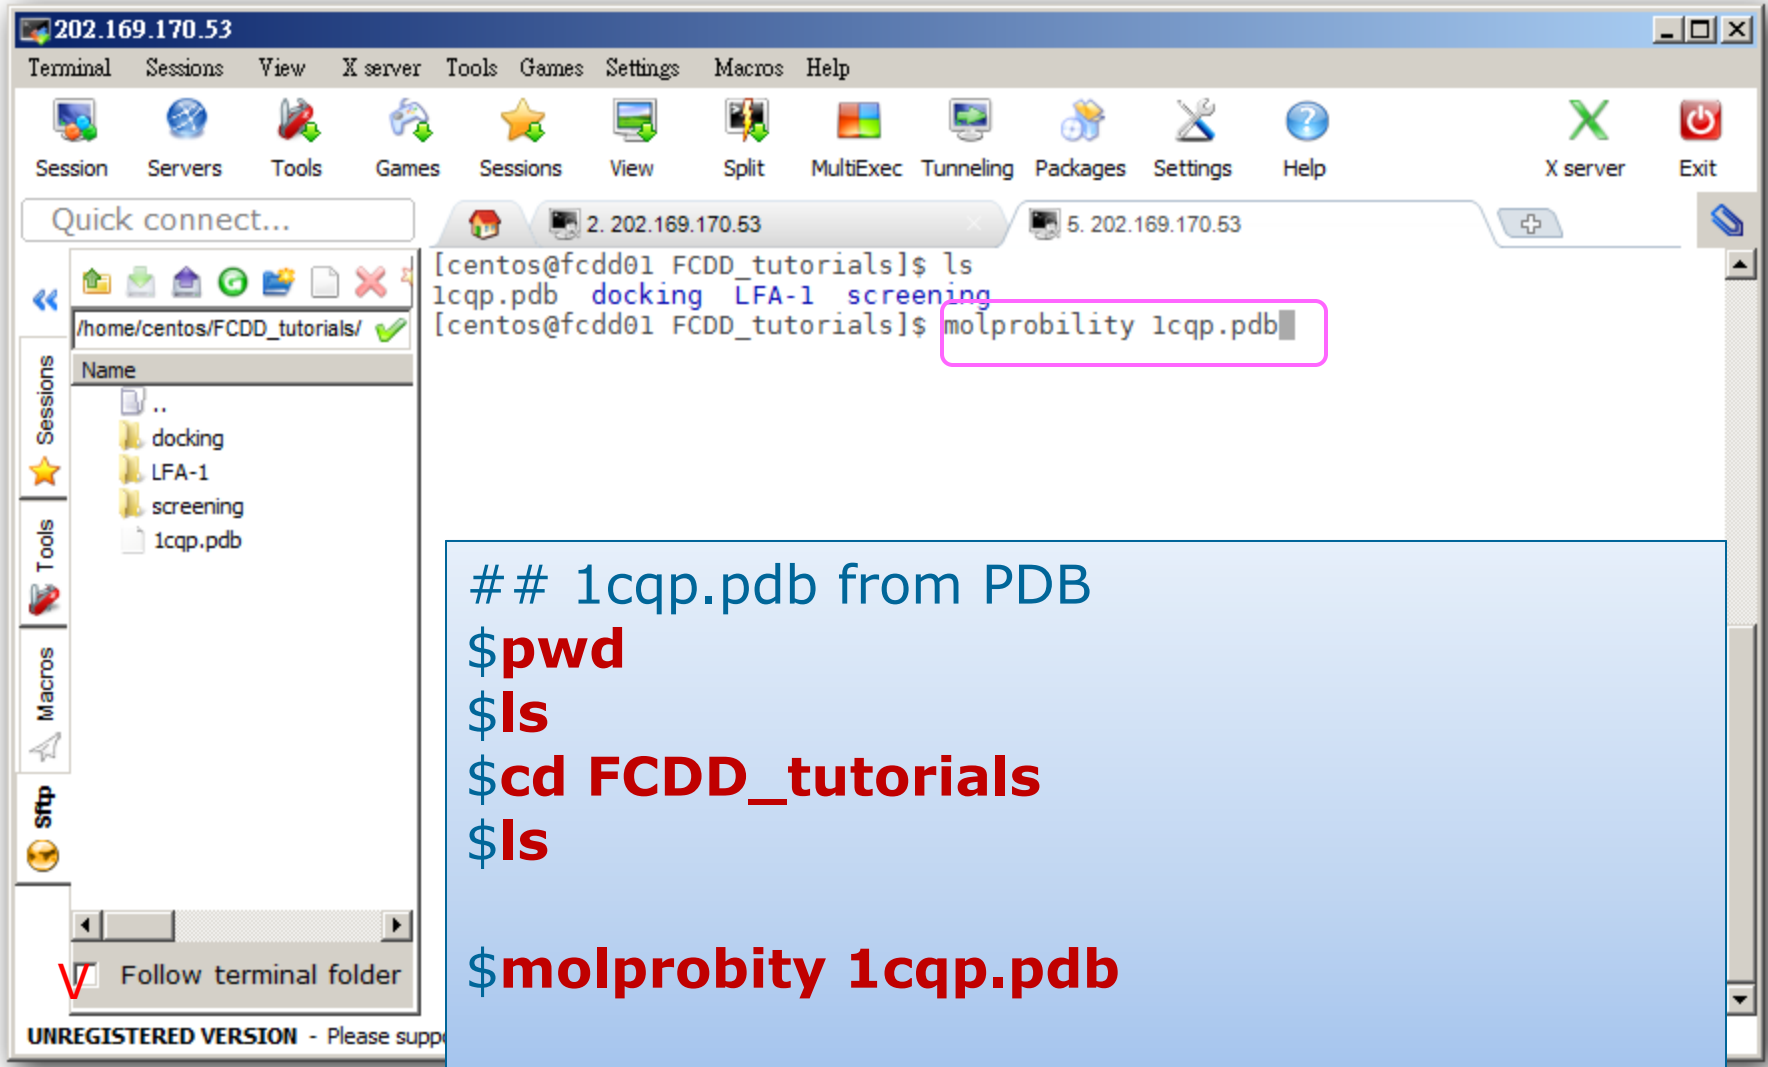 202.169.170.53
Terminal Sessions View X server Tools Games Settings Macros Help
Session Servers Tools Games Sessions View Split MultiExec Tunneling Packages Settings Help X server Exit
Quick connect...
2. 202.169.170.53
5. 202.169.170.53
/home/centos/FCDD_tutorials/
Name
..
docking
LFA-1
screening
1cqp.pdb
Sessions
Tools
Macros
Sftp
V Follow terminal folder
[centos@fcdd01 FCDD_tutorials]$ ls
1cqp.pdb docking LFA-1 screening
[centos@fcdd01 FCDD_tutorials]$ molprobility 1cqp.pdb
## 1cqp.pdb from PDB
$pwd
$ls
$cd FCDD_tutorials
$ls
$molprobity 1cqp.pdb
UNREGISTERED VERSION - Please supp